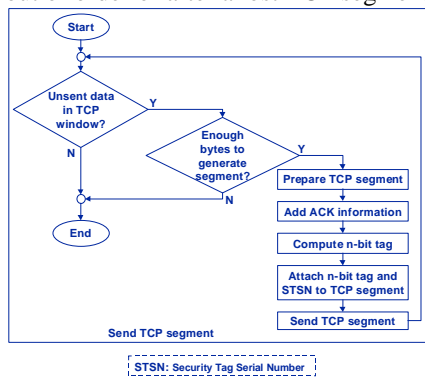 Start
Unsent data
in TCP
window?
Y
N
Enough
bytes to
generate
segment?
Y
N
End
Prepare TCP segment
Add ACK information
Compute n-bit tag
Attach n-bit tag and
STSN to TCP segment
Send TCP segment
Send TCP segment
STSN: Security Tag Serial Number